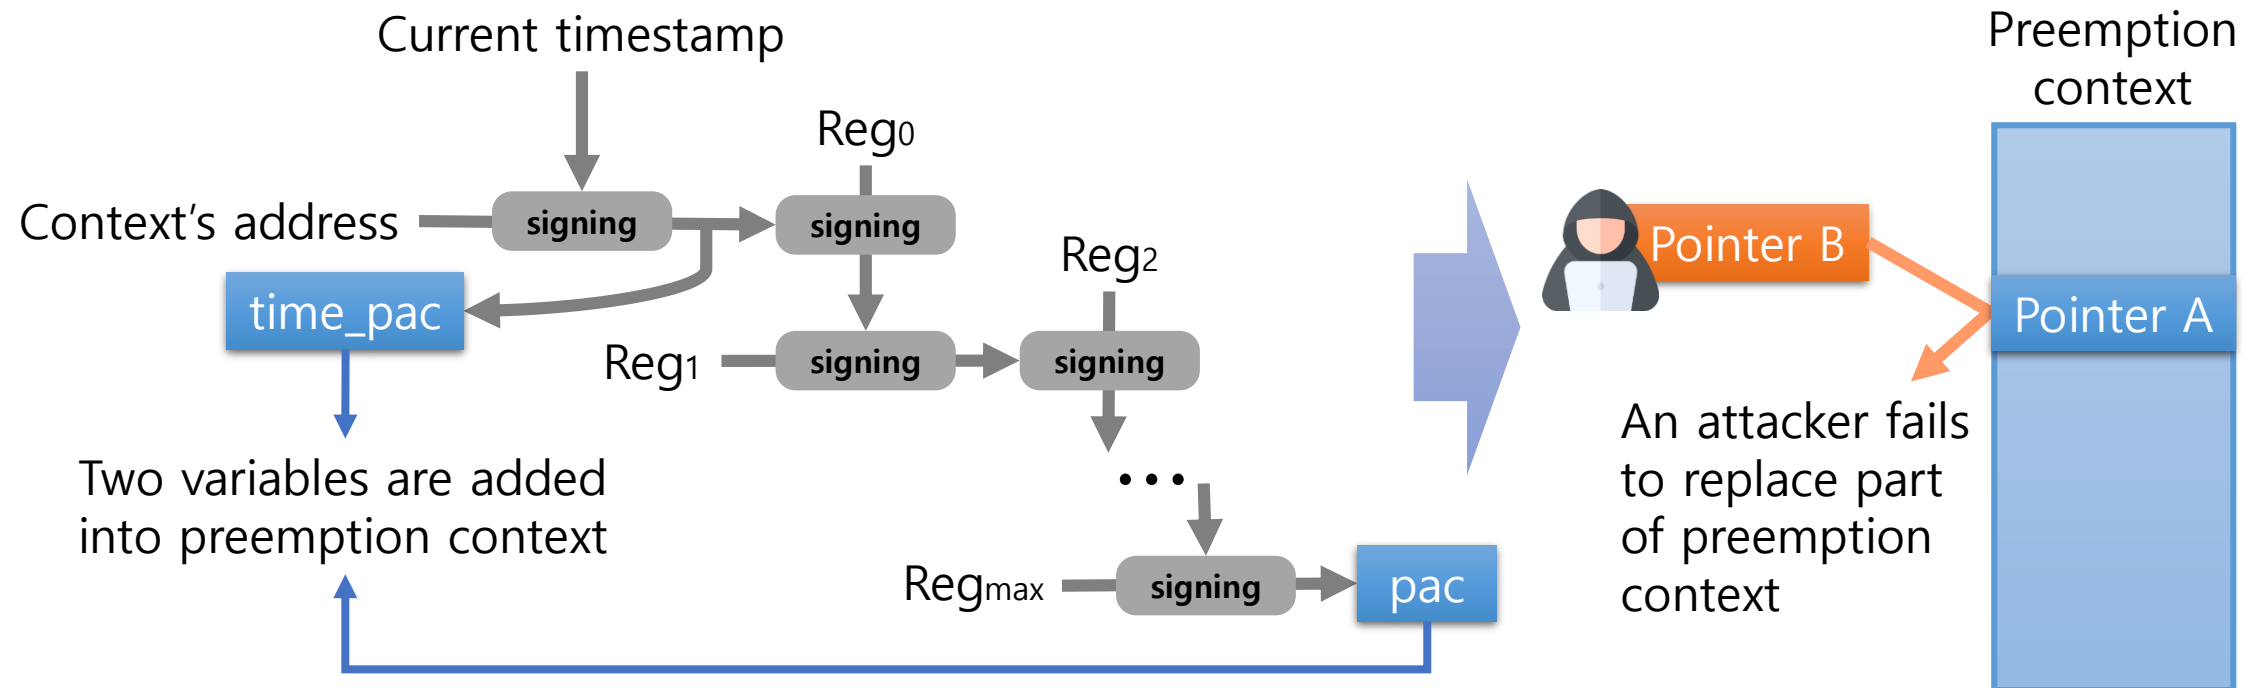 Current timestamp
Reg0
Context's address
signing
signing
Reg2
time_pac
Reg1
signing
signing
Two variables are added
into preemption context
...
Regmax
signing
pac
Preemption
context
Pointer B
Pointer A
An attacker fails
to replace part
of preemption
context